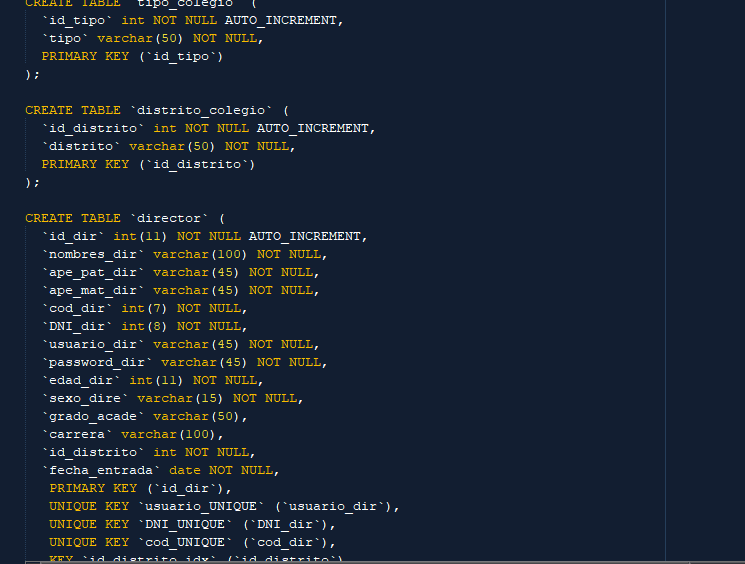 CREATE TABLE `tipo_colegio` (
`id_tipo` int NOT NULL AUTO_INCREMENT,
`tipo` varchar(50) NOT NULL,
PRIMARY KEY (`id_tipo`)
);
CREATE TABLE `distrito_colegio` (
`id_distrito` int NOT NULL AUTO_INCREMENT,
`distrito` varchar(50) NOT NULL,
PRIMARY KEY (`id_distrito`)
);
CREATE TABLE `director` (
`id_dir` int(11) NOT NULL AUTO_INCREMENT,
`nombres_dir` varchar(100) NOT NULL,
`ape_pat_dir` varchar(45) NOT NULL,
`ape_mat_dir` varchar(45) NOT NULL,
`cod_dir` int(7) NOT NULL,
`DNI_dir` int(8) NOT NULL,
`usuario_dir` varchar(45) NOT NULL,
`password_dir` varchar(45) NOT NULL,
`edad_dir` int(11) NOT NULL,
`sexo_dire` varchar(15) NOT NULL,
`grado_acade` varchar(50),
`carrera` varchar(100),
`id_distrito` int NOT NULL,
`fecha_entrada` date NOT NULL,
PRIMARY KEY (`id_dir`),
UNIQUE KEY `usuario_UNIQUE` (`usuario_dir`),
UNIQUE KEY `DNI_UNIQUE` (`DNI_dir`),
UNIQUE KEY `cod_UNIQUE` (`cod_dir`),
KEY `id_distrito_idx` (`id_distrito`)